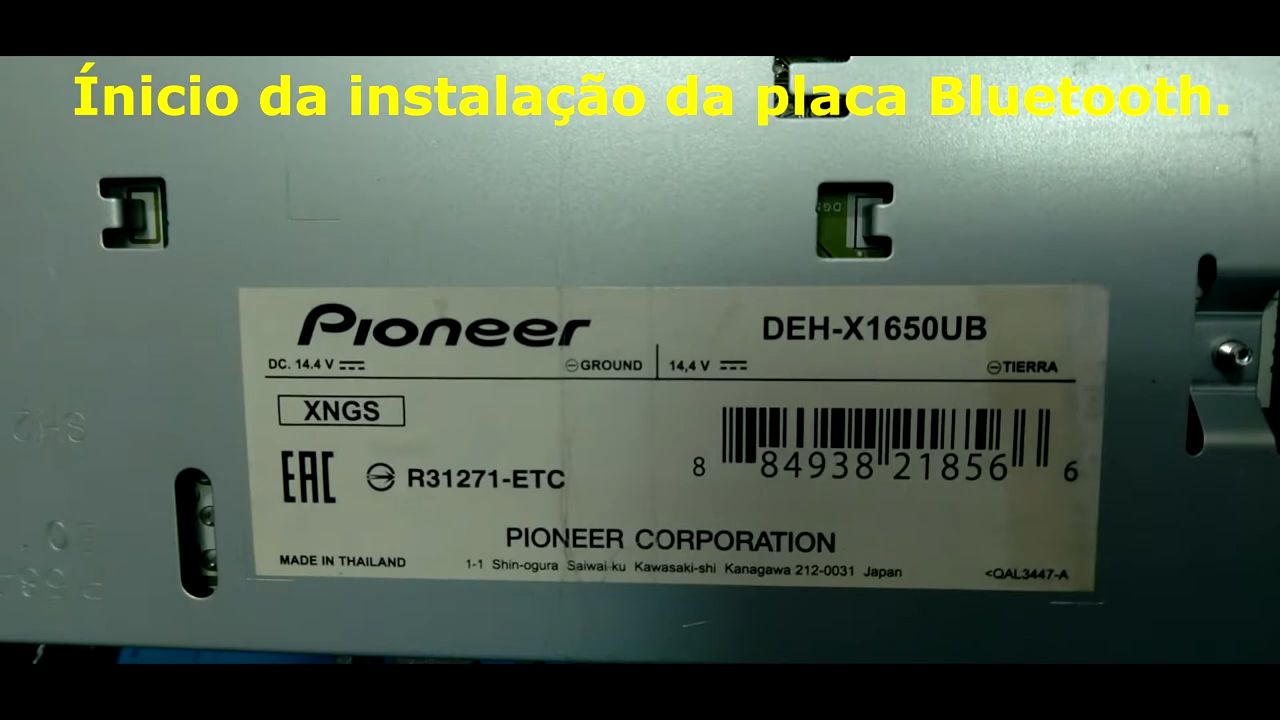 Ínicio da instalação da placa Bluetooth.
DGN
Pioneer
DEH-X1650UB
DC. 14.4 V
GROUND
14,4 V
TIERRA
XNGS
EAC
R31271-ETC
8 84938 21856 6
PIONEER CORPORATION
MADE IN THAILAND
1-1 Shin-ogura Saiwai-ku Kawasaki-shi Kanagawa 212-0031 Japan
<QAL3447-A